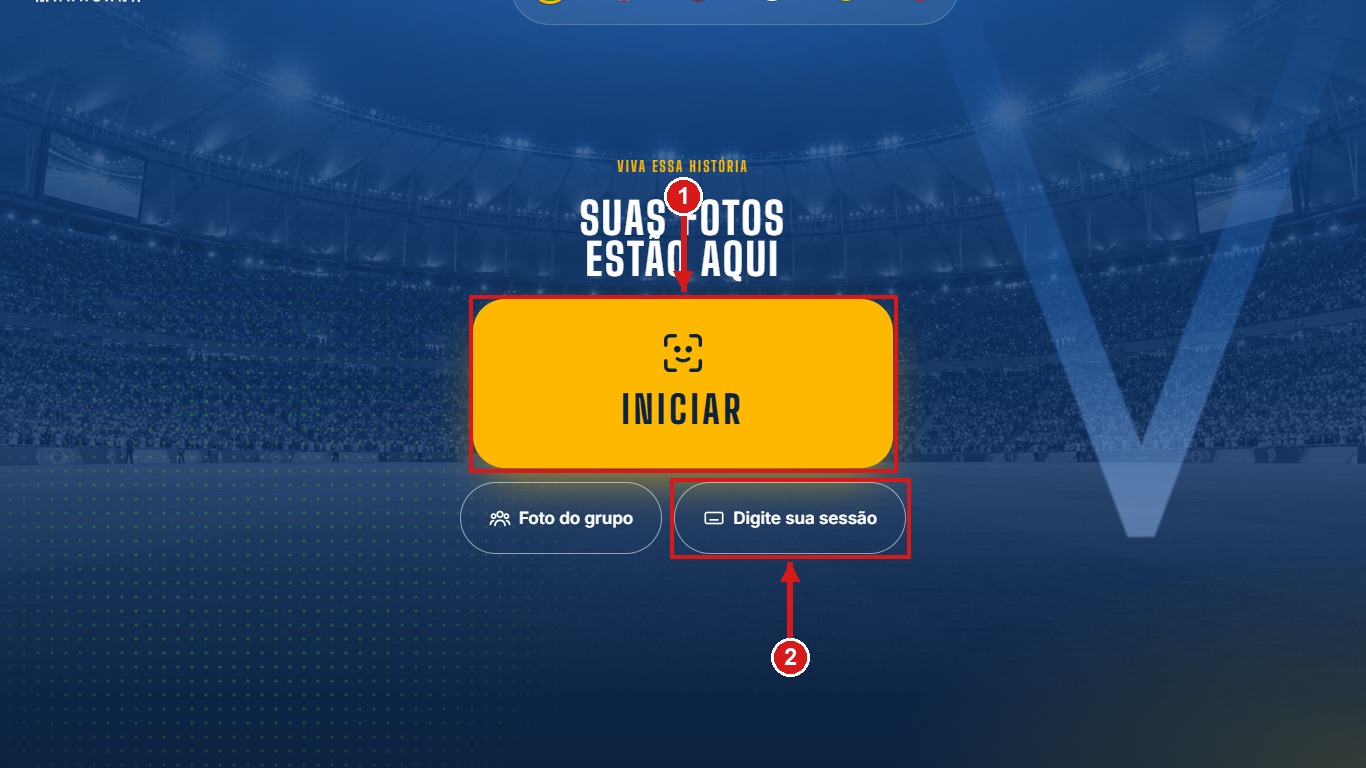 VIVA ESSA HISTÓRIA
1
SUAS FOTOS
ESTÃO AQUI
INICIAR
Foto do grupo
Digite sua sessão
2